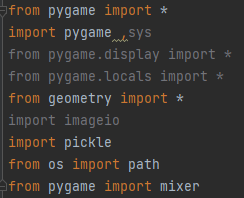 from pygame import *
import pygame ,sys
from pygame.display import *
from pygame.locals import *
from geometry import *
import imageio
import pickle
from os import path
from pygame import mixer